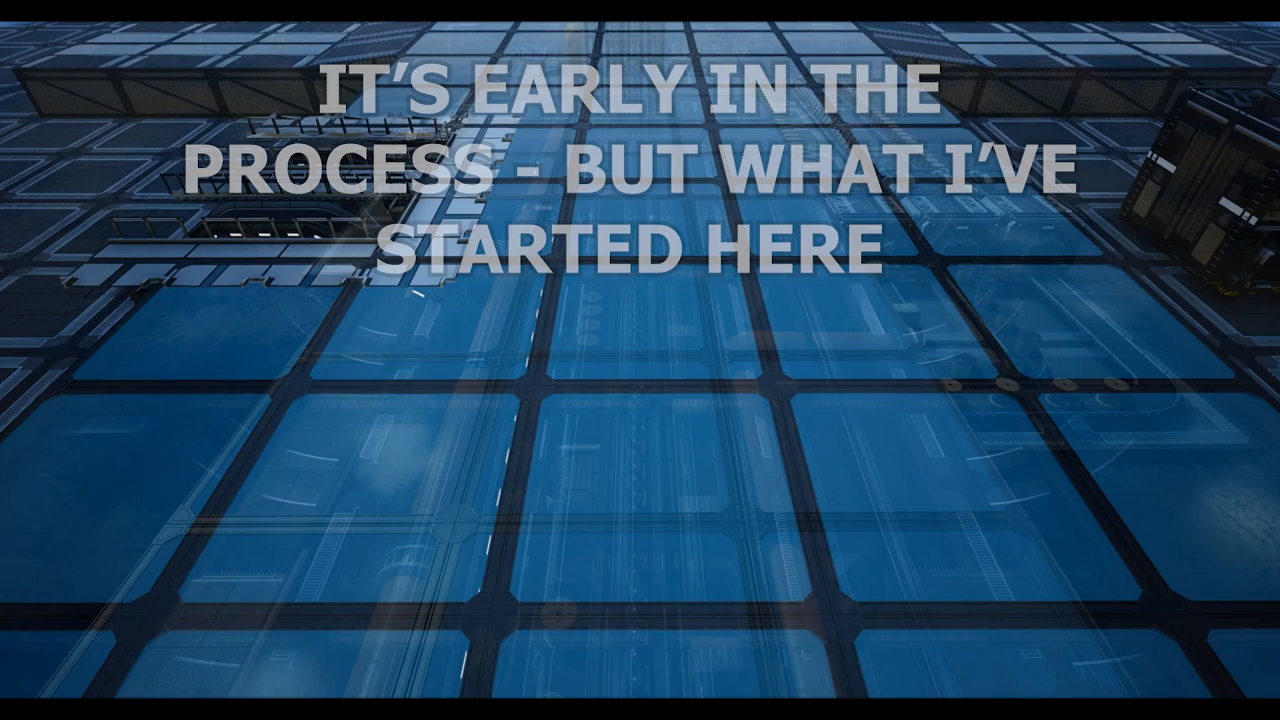 IT’S EARLY IN THE
PROCESS - BUT WHAT I’VE
STARTED HERE